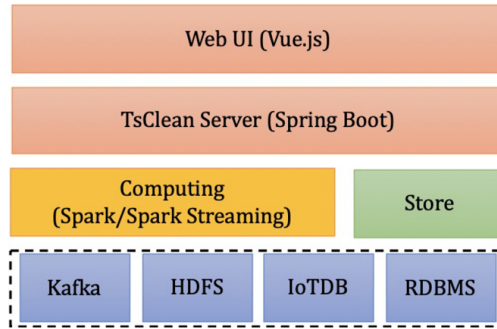 Web UI (Vue.js)
TsClean Server (Spring Boot)
Computing
(Spark/Spark Streaming)
Store
Kafka
HDFS
IoTDB
RDBMS